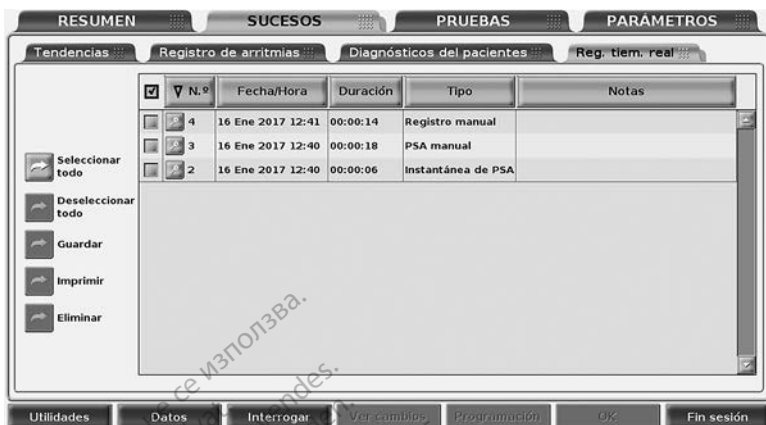 RESUMEN SUCESOS PRUEBAS PARÁMETROS
Tendencias Registro de arritmias Diagnósticos del pacientes Reg. tiem. real
N.º Fecha/Hora Duración Tipo Notas
4 16 Ene 2017 12:41 00:00:14 Registro manual
3 16 Ene 2017 12:40 00:00:18 PSA manual
2 16 Ene 2017 12:40 00:00:06 Instantánea de PSA
Seleccionar
todo
Deseleccionar
todo
Guardar
Imprimir
Eliminar
се използва.
Utilidades Datos Interrogar Ver cambios Programación OK Fin sesión